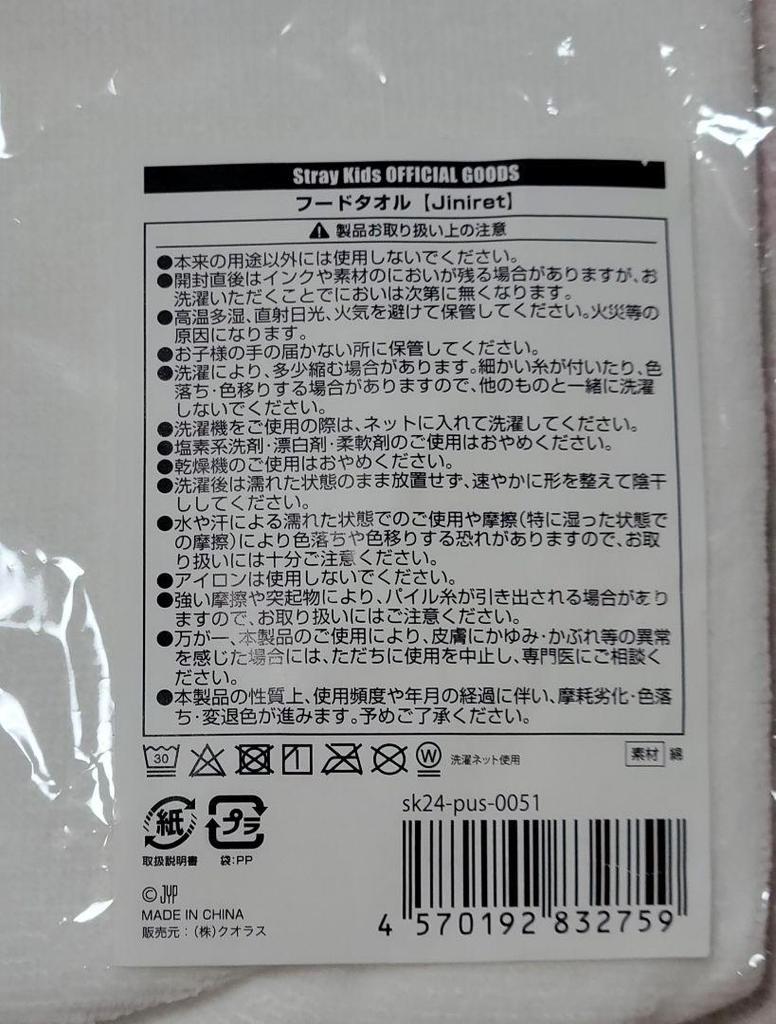 Stray Kids OFFICIAL GOODS
フードタオル【Jiniret】
製品お取り扱い上の注意
●本来の用途以外には使用しないでください。
●開封直後はインクや素材のにおいが残る場合がありますが、お
洗濯いただくことでにおいは次第に無くなります。
●高温多湿、直射日光、火気を避けて保管してください。火災等の
原因になります。
●お子様の手の届かない所に保管してください。
●洗濯により、多少縮む場合があります。細かい糸が付いたり、色
落ち・色移りする場合がありますので、他のものと一緒に洗濯
しないでください。
●洗濯機をご使用の際は、ネットに入れて洗濯してください。
●塩素系洗剤・漂白剤・柔軟剤のご使用はおやめください。
●乾燥機のご使用はおやめください。
●洗濯後は濡れた状態のまま放置せず、速やかに形を整えて陰干
ししてください。
●水や汗による濡れた状態でのご使用や摩擦(特に湿った状態で
の摩擦)により色落ちや色移りする恐れがありますので、お取
り扱いには十分ご注意ください。
●アイロンは使用しないでください。
●強い摩擦や突起物により、パイル糸が引き出される場合があり
ますので、お取り扱いにはご注意ください。
●万が一、本製品のご使用により、皮膚にかゆみ・かぶれ等の異常
を感じた場合には、ただちに使用を中止し、専門医にご相談く
ださい。
●本製品の性質上、使用頻度や年月の経過に伴い、摩耗劣化・色落
ち・変退色が進みます。予めご了承ください。
30 W 洗濯ネット使用 素材 綿
sk24-pus-0051
紙 プラ
取扱説明書 袋:PP
© JYP
MADE IN CHINA
販売元：(株)クオラス
4 570192 832759